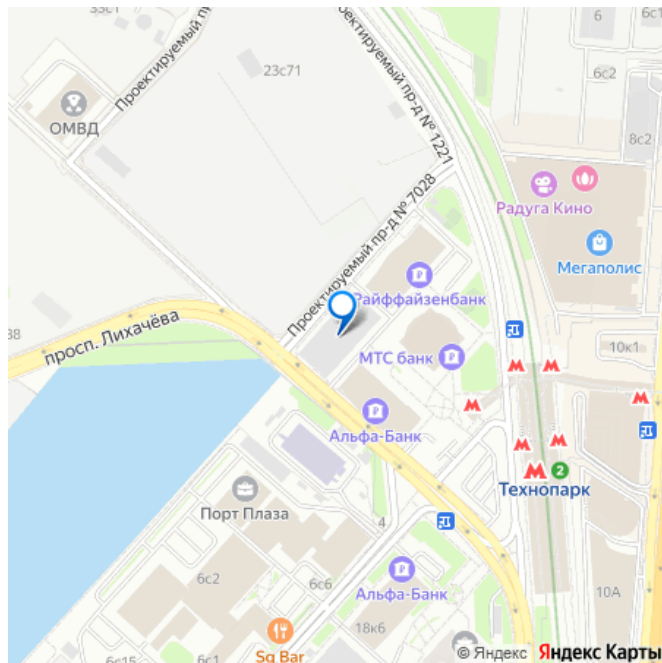 33с1
Проектируемый пр
23с71
Проектируемый пр-д № 1221
6
6с2
8с2
ОМВД
Проектируемый пр-д № 7028
Радуга Кино
Мегаполис
Райффайзенбанк
просп. Лихачёва
38
10к1
МТС банк
Альфа-Банк
2
Технопарк
Порт Плаза
4
6с2
6с6
Альфа-Банк
10А
18к6
Sg Bar
6с15
6с1
© Яндекс Яндекс Карты